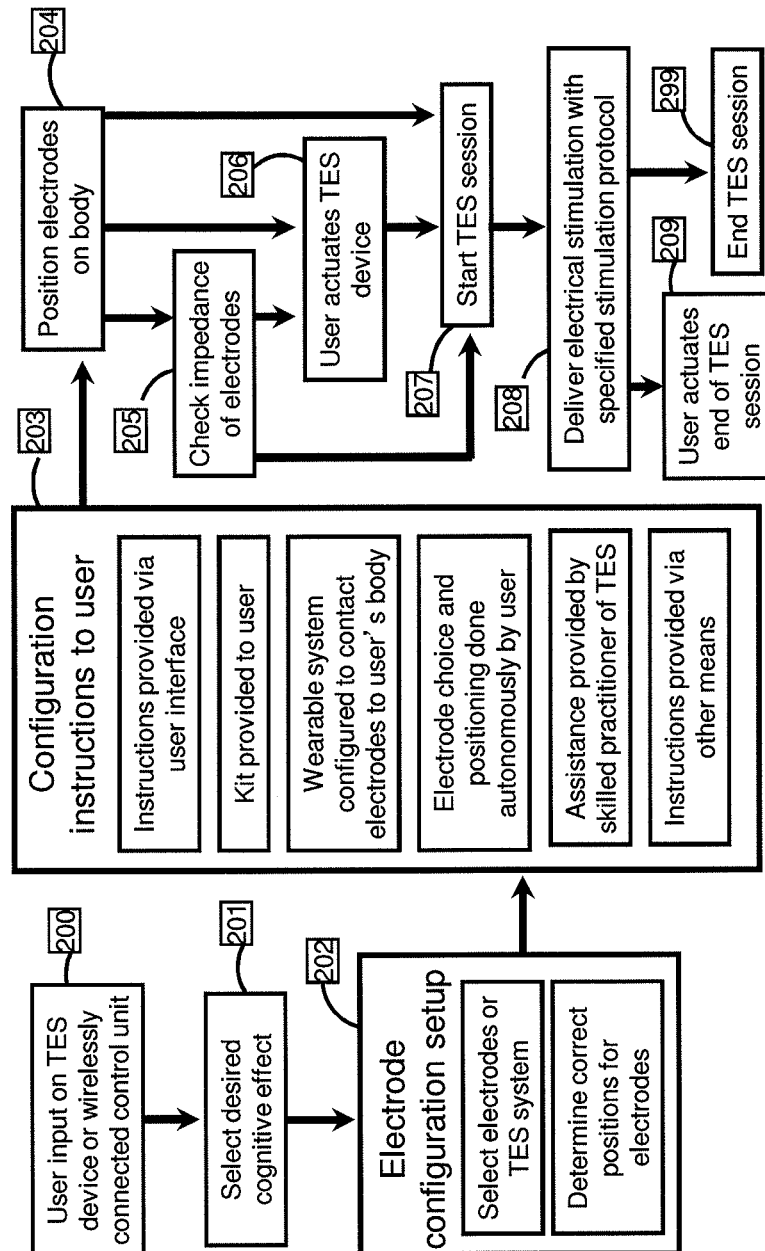 200
User input on TES
device or wirelessly
connected control unit
201
Select desired
cognitive effect
202
Electrode
configuration setup
Select electrodes or
TES system
Determine correct
positions for
electrodes
203
Configuration
instructions to user
Instructions provided via
user interface
Kit provided to user
Wearable system
configured to contact
electrodes to user’s body
Electrode choice and
positioning done
autonomously by user
Assistance provided by
skilled practitioner of TES
Instructions provided via
other means
204
Position electrodes
on body
205
Check impedance
of electrodes
206
User actuates TES
device
207
Start TES session
208
Deliver electrical stimulation with
specified stimulation protocol
209
User actuates
end of TES
session
299
End TES session